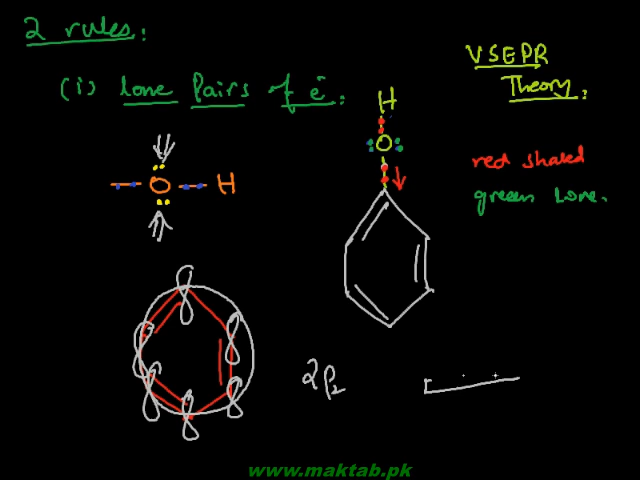 2 rules:
(i) Lone Pairs of e⁻:
VSEPR
Theory.
H
O
red shared
green Lone.
O H
2pz
www.maktab.pk